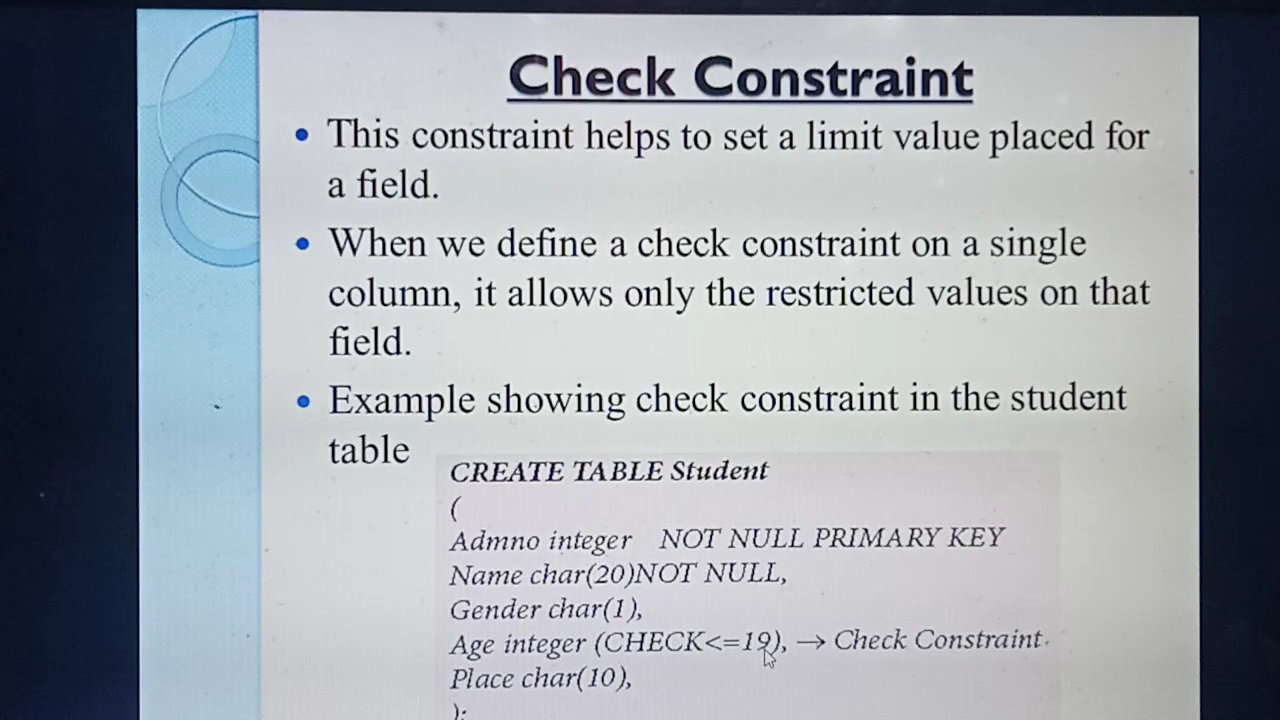 Check Constraint
• This constraint helps to set a limit value placed for
a field.
• When we define a check constraint on a single
column, it allows only the restricted values on that
field.
• Example showing check constraint in the student
table
CREATE TABLE Student
(
Admno integer NOT NULL PRIMARY KEY
Name char(20)NOT NULL,
Gender char(1),
Age integer (CHECK<=19), → Check Constraint
Place char(10),
);